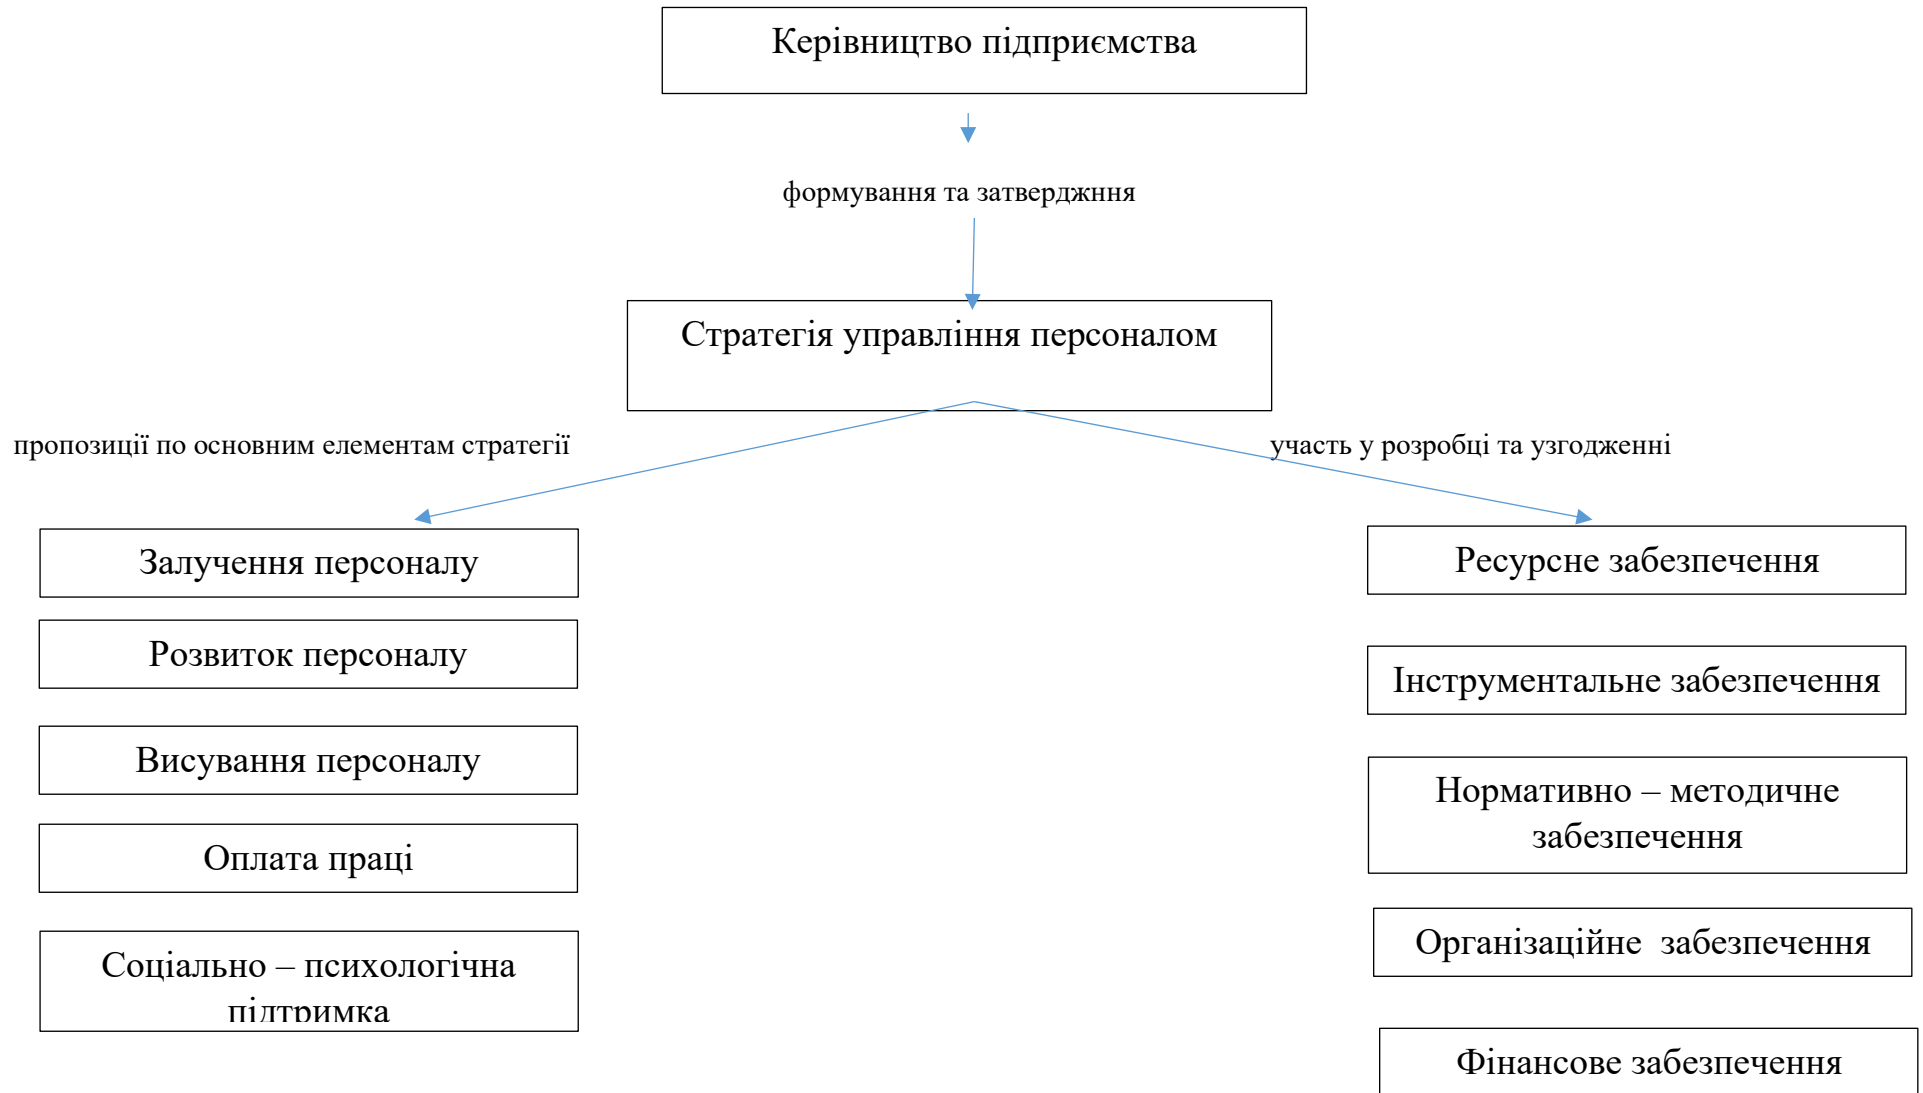 Керівництво підприємства
формування та затверджння
Стратегія управління персоналом
пропозиції по основним елементам стратегії
участь у розробці та узгодженні
Залучення персоналу
Розвиток персоналу
Висування персоналу
Оплата праці
Соціально – психологічна
підтримка
Ресурсне забезпечення
Інструментальне забезпечення
Нормативно – методичне
забезпечення
Організаційне забезпечення
Фінансове забезпечення